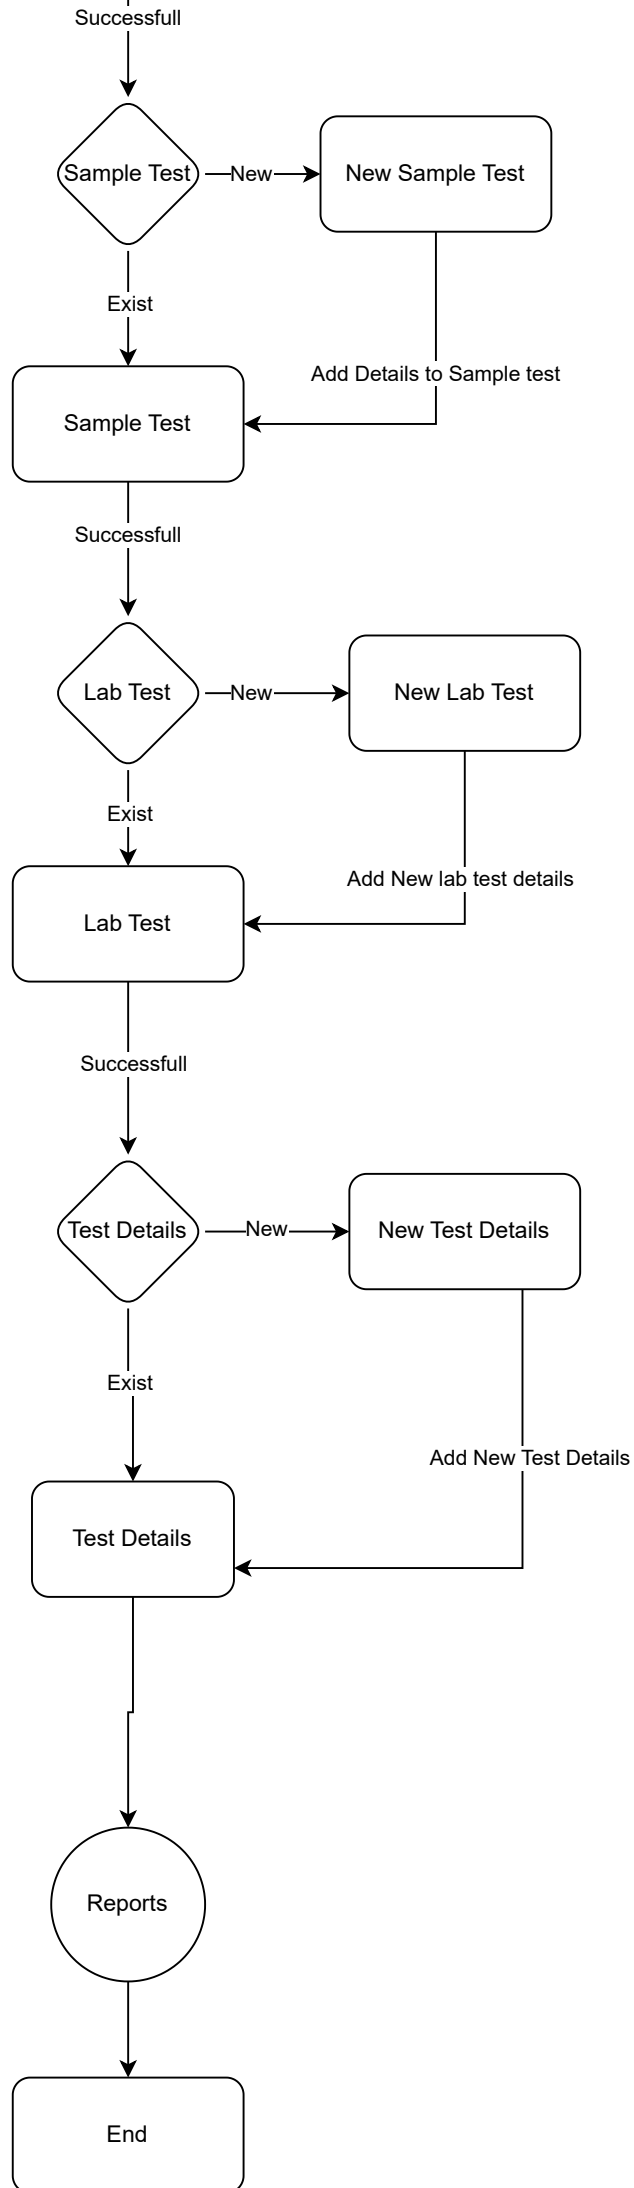 Successfull
Sample Test
New
New Sample Test
Exist
Add Details to Sample test
Sample Test
Successfull
Lab Test
New
New Lab Test
Exist
Add New lab test details
Lab Test
Successfull
Test Details
New
New Test Details
Exist
Add New Test Details
Test Details
Reports
End